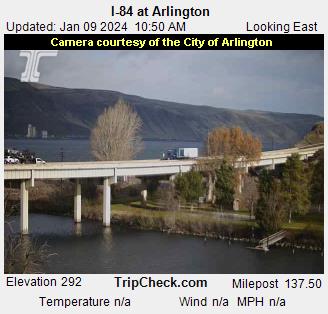 I-84 at Arlington
Updated: Jan 09 2024 10:50 AM Looking East
Camera courtesy of the City of Arlington
Elevation 292 TripCheck.com Milepost 137.50
Temperature n/a Wind n/a MPH n/a